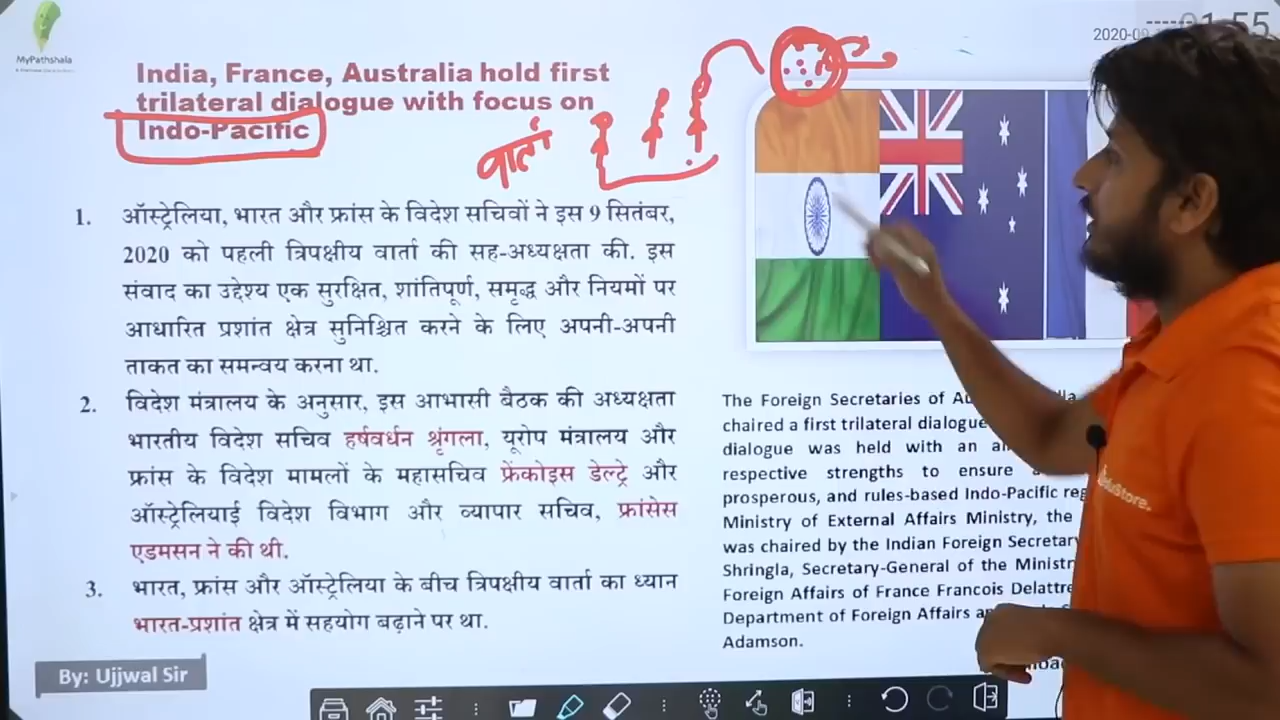 MyPathshala
India, France, Australia hold first
trilateral dialogue with focus on
Indo-Pacific
वार्ता
1. ऑस्ट्रेलिया, भारत और फ्रांस के विदेश सचिवों ने इस 9 सितंबर,
2020 को पहली त्रिपक्षीय वार्ता की सह-अध्यक्षता की. इस
संवाद का उद्देश्य एक सुरक्षित, शांतिपूर्ण, समृद्ध और नियमों पर
आधारित प्रशांत क्षेत्र सुनिश्चित करने के लिए अपनी-अपनी
ताकत का समन्वय करना था.
2. विदेश मंत्रालय के अनुसार, इस आभासी बैठक की अध्यक्षता
भारतीय विदेश सचिव हर्षवर्धन श्रृंगला, यूरोप मंत्रालय और
फ्रांस के विदेश मामलों के महासचिव फ्रेंकोइस डेल्ट्रे और
ऑस्ट्रेलियाई विदेश विभाग और व्यापार सचिव, फ्रांसेस
एडमसन ने की थी.
3. भारत, फ्रांस और ऑस्ट्रेलिया के बीच त्रिपक्षीय वार्ता का ध्यान
भारत-प्रशांत क्षेत्र में सहयोग बढ़ाने पर था.
By: Ujjwal Sir
1:55
2020-0
The Foreign Secretaries of
chaired a first trilateral dialogue
dialogue was held with an
respective strengths to ensure
prosperous, and rules-based Indo-Pacific
Ministry of External Affairs Ministry, the
was chaired by the Indian Foreign Secretary
Shringla, Secretary-General of the
Foreign Affairs of France Francois Delattre
Department of Foreign Affairs
Adamson.
Store.